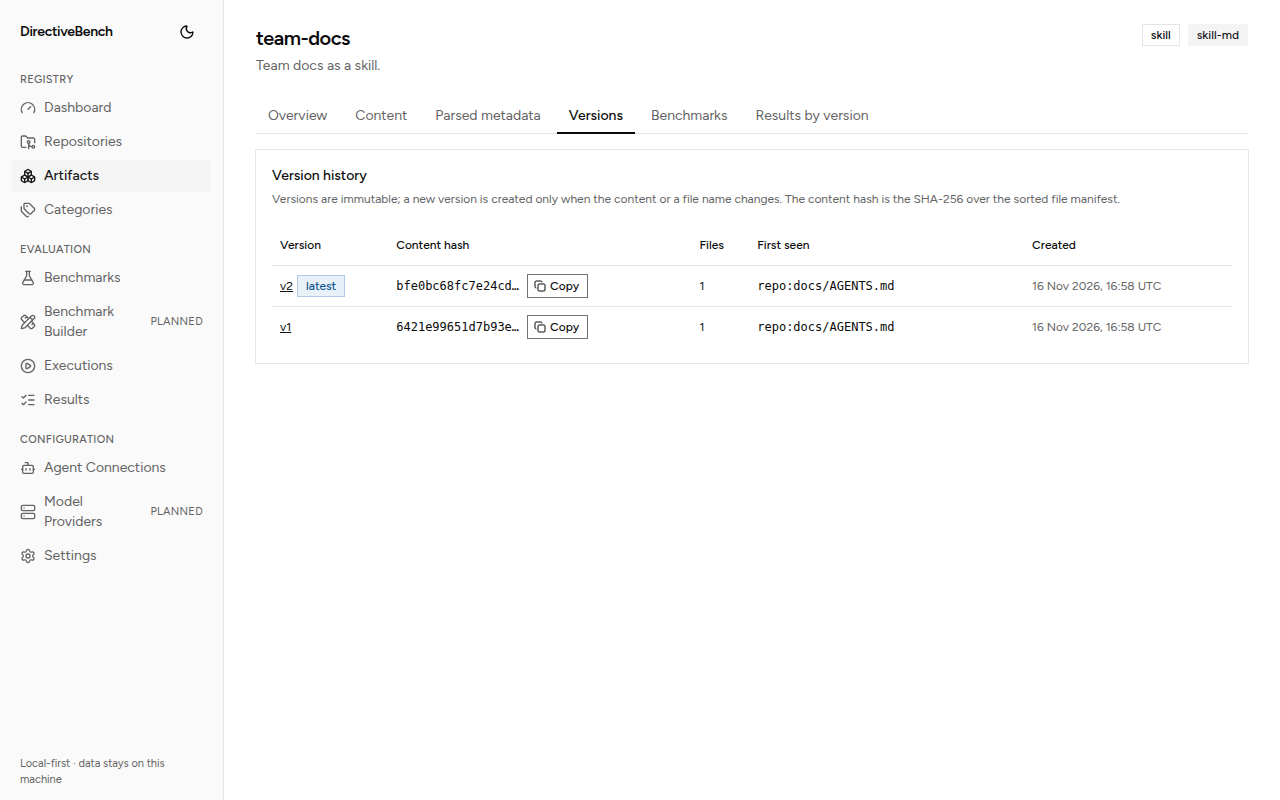 DirectiveBench
REGISTRY
Dashboard
Repositories
Artifacts
Categories
EVALUATION
Benchmarks
Benchmark
Builder
PLANNED
Executions
Results
CONFIGURATION
Agent Connections
Model
Providers
PLANNED
Settings
Local-first · data stays on this
machine
team-docs
skill skill-md
Team docs as a skill.
Overview Content Parsed metadata Versions Benchmarks Results by version
Version history
Versions are immutable; a new version is created only when the content or a file name changes. The content hash is the SHA-256 over the sorted file manifest.
Version Content hash Files First seen Created
v2 latest bfe0bc68fc7e24cd… Copy 1 repo:docs/AGENTS.md 16 Nov 2026, 16:58 UTC
v1 6421e99651d7b93e… Copy 1 repo:docs/AGENTS.md 16 Nov 2026, 16:58 UTC